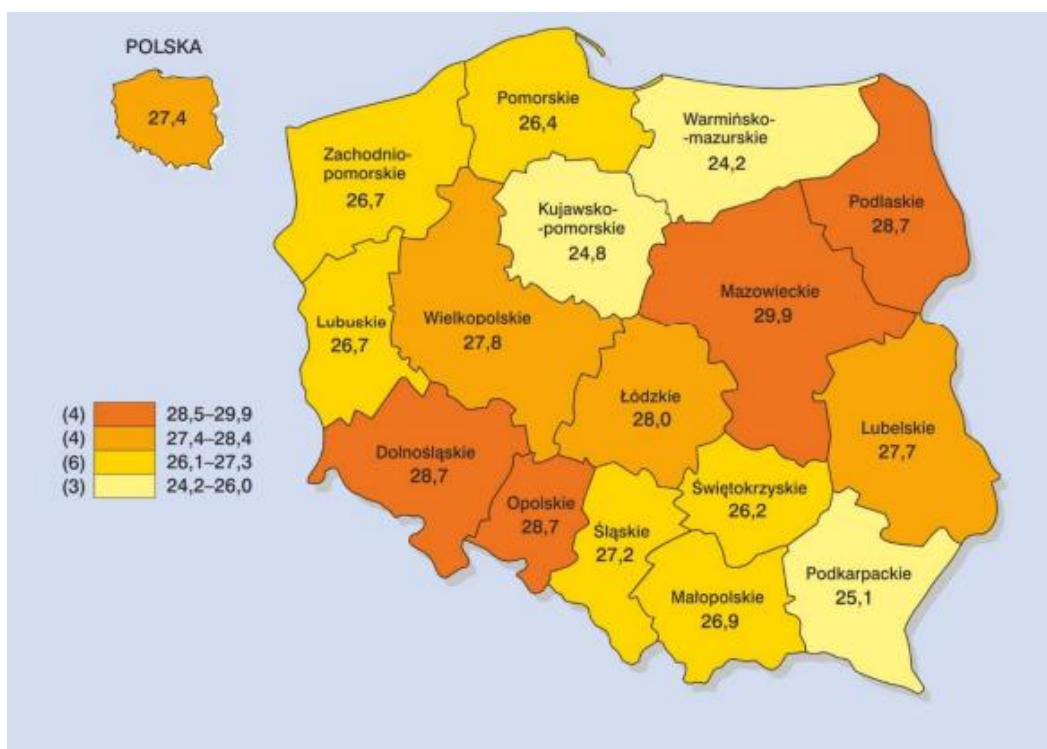 POLSKA
27,4
Pomorskie
26,4
Warmińsko-
-mazurskie
24,2
Zachodnio-
pomorskie
26,7
Kujawsko-
-pomorskie
24,8
Podlaskie
28,7
Mazowieckie
29,9
Lubuskie
26,7
Wielkopolskie
27,8
Łódzkie
28,0
Lubelskie
27,7
Dolnośląskie
28,7
Opolskie
28,7
Śląskie
27,2
Świętokrzyskie
26,2
Małopolskie
26,9
Podkarpackie
25,1
(4) 28,5–29,9
(4) 27,4–28,4
(6) 26,1–27,3
(3) 24,2–26,0